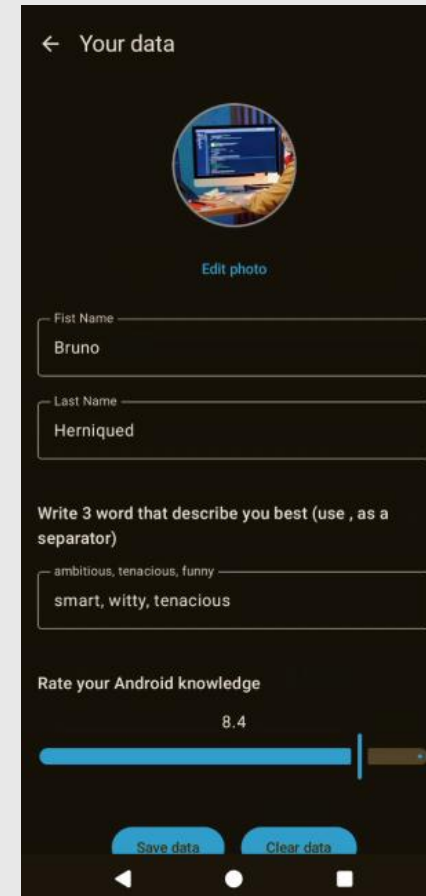 Your data
Edit photo
Fist Name
Bruno
Last Name
Herniqued
Write 3 word that describe you best (use , as a
separator)
ambitious, tenacious, funny
smart, witty, tenacious
Rate your Android knowledge
8.4
Save data Clear data